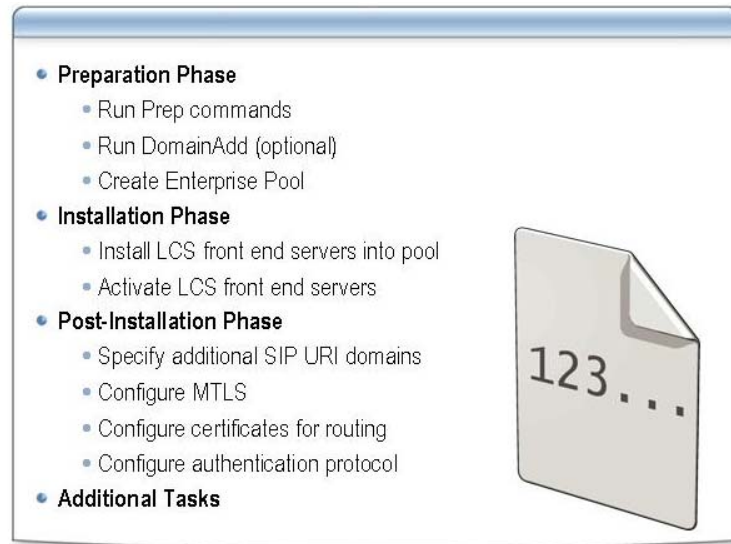 Preparation Phase
Run Prep commands
Run DomainAdd (optional)
Create Enterprise Pool
Installation Phase
Install LCS front end servers into pool
Activate LCS front end servers
Post-Installation Phase
Specify additional SIP URI domains
Configure MTLS
Configure certificates for routing
Configure authentication protocol
Additional Tasks
123...